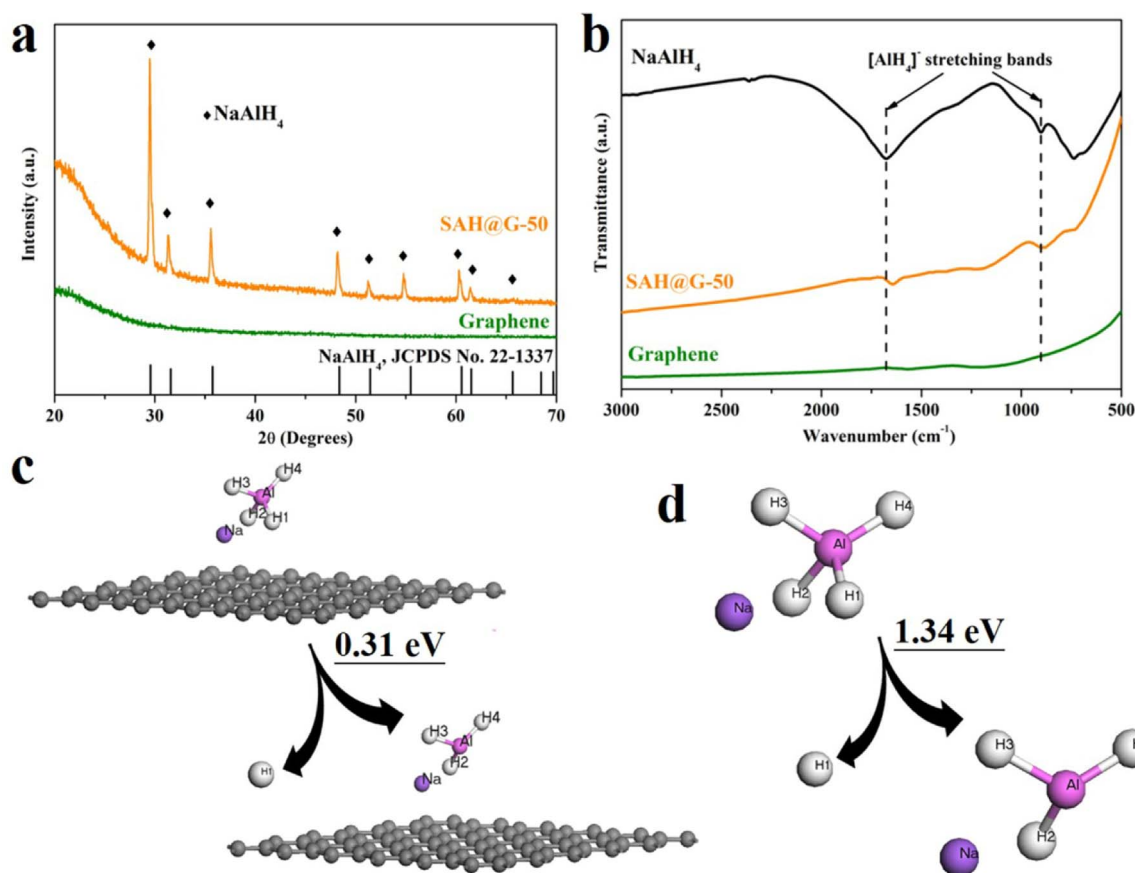 a
◆ NaAlH4
SAH@G-50
Graphene
NaAlH4, JCPDS No. 22-1337
Intensity (a.u.)
20 30 40 50 60 70
2θ (Degrees)
b
NaAlH4
[AlH4]- stretching bands
SAH@G-50
Graphene
Transmittance (a.u.)
3000 2500 2000 1500 1000 500
Wavenumber (cm-1)
c
H4
H3
Al
H2 H1
Na
0.31 eV
H4
H3
Al
H2
H1
Na
d
H3
H4
Al
H2
H1
Na
1.34 eV
H3
H
H1
Al
H2
Na